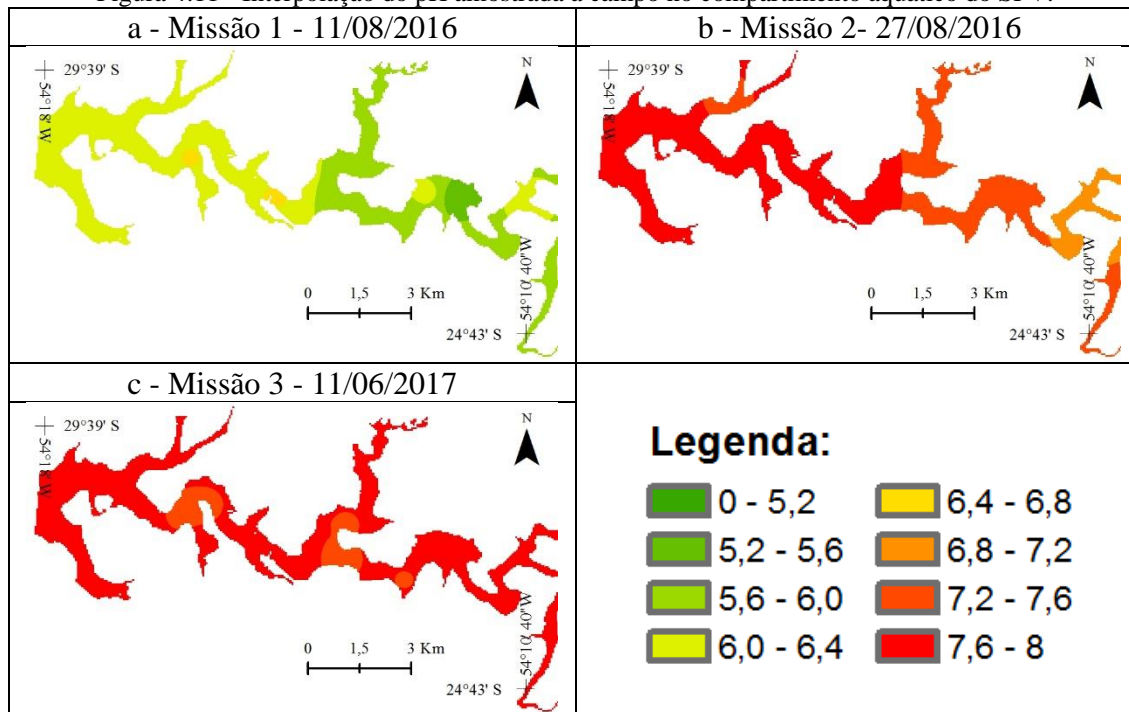 a - Missão 1 - 11/08/2016
b - Missão 2- 27/08/2016
29°39' S
54°18' W
N
0 1,5 3 Km
54°10' 40"W
24°43' S
29°39' S
54°18' W
N
0 1,5 3 Km
54°10' 40"W
24°43' S
c - Missão 3 - 11/06/2017
29°39' S
54°18' W
N
0 1,5 3 Km
54°10' 40"W
24°43' S
Legenda:
0 - 5,2
5,2 - 5,6
5,6 - 6,0
6,0 - 6,4
6,4 - 6,8
6,8 - 7,2
7,2 - 7,6
7,6 - 8